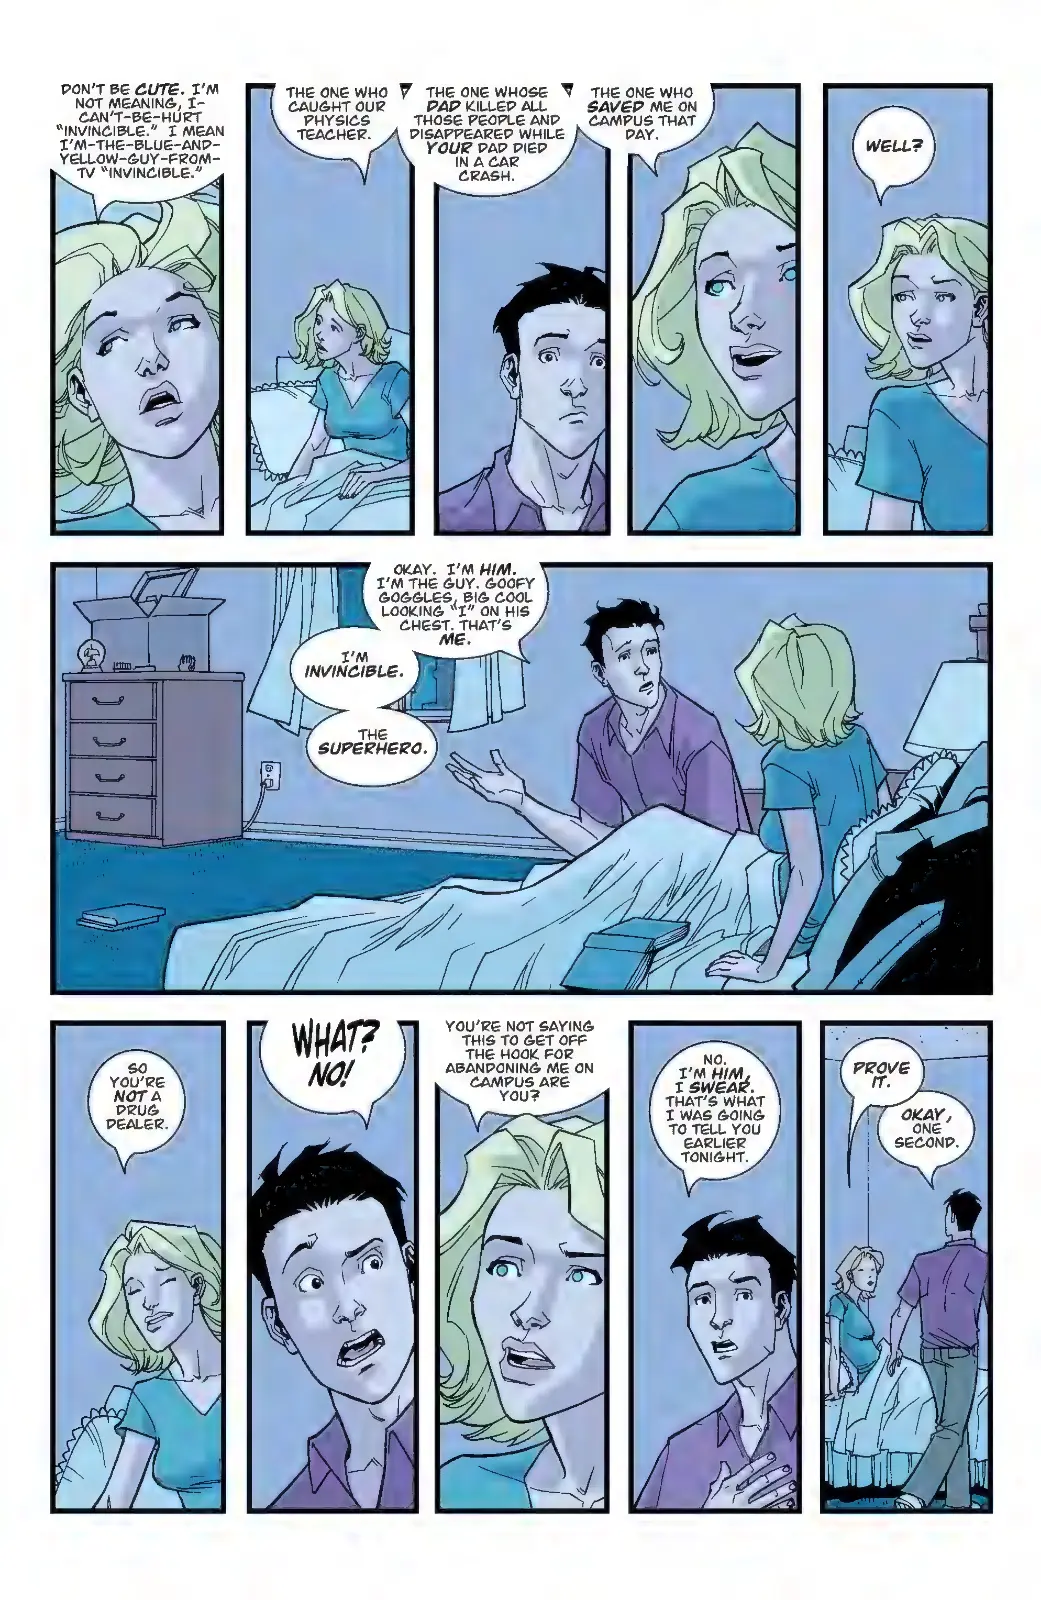 DON'T BE CUTE. I'M
NOT MEANING, I-
CAN'T-BE-HURT
"INVINCIBLE." I MEAN
I'M-THE-BLUE-AND-
YELLOW-GUY-FROM-
TV "INVINCIBLE."
THE ONE WHO
CAUGHT OUR
PHYSICS
TEACHER.
THE ONE WHOSE
DAD KILLED ALL
THOSE PEOPLE AND
DISAPPEARED WHILE
YOUR DAD DIED
IN A CAR
CRASH.
THE ONE WHO
SAVED ME ON
CAMPUS THAT
DAY.
WELL?
OKAY. I'M HIM.
I'M THE GUY. GOOFY
GOGGLES, BIG COOL
LOOKING "I" ON HIS
CHEST. THAT'S
ME.
I'M
INVINCIBLE.
THE
SUPERHERO.
SO
YOU'RE
NOT A
DRUG
DEALER.
WHAT?
NO!
YOU'RE NOT SAYING
THIS TO GET OFF
THE HOOK FOR
ABANDONING ME ON
CAMPUS ARE
YOU?
NO.
I'M HIM,
I SWEAR.
THAT'S WHAT
I WAS GOING
TO TELL YOU
EARLIER
TONIGHT.
PROVE
IT.
OKAY,
ONE
SECOND.